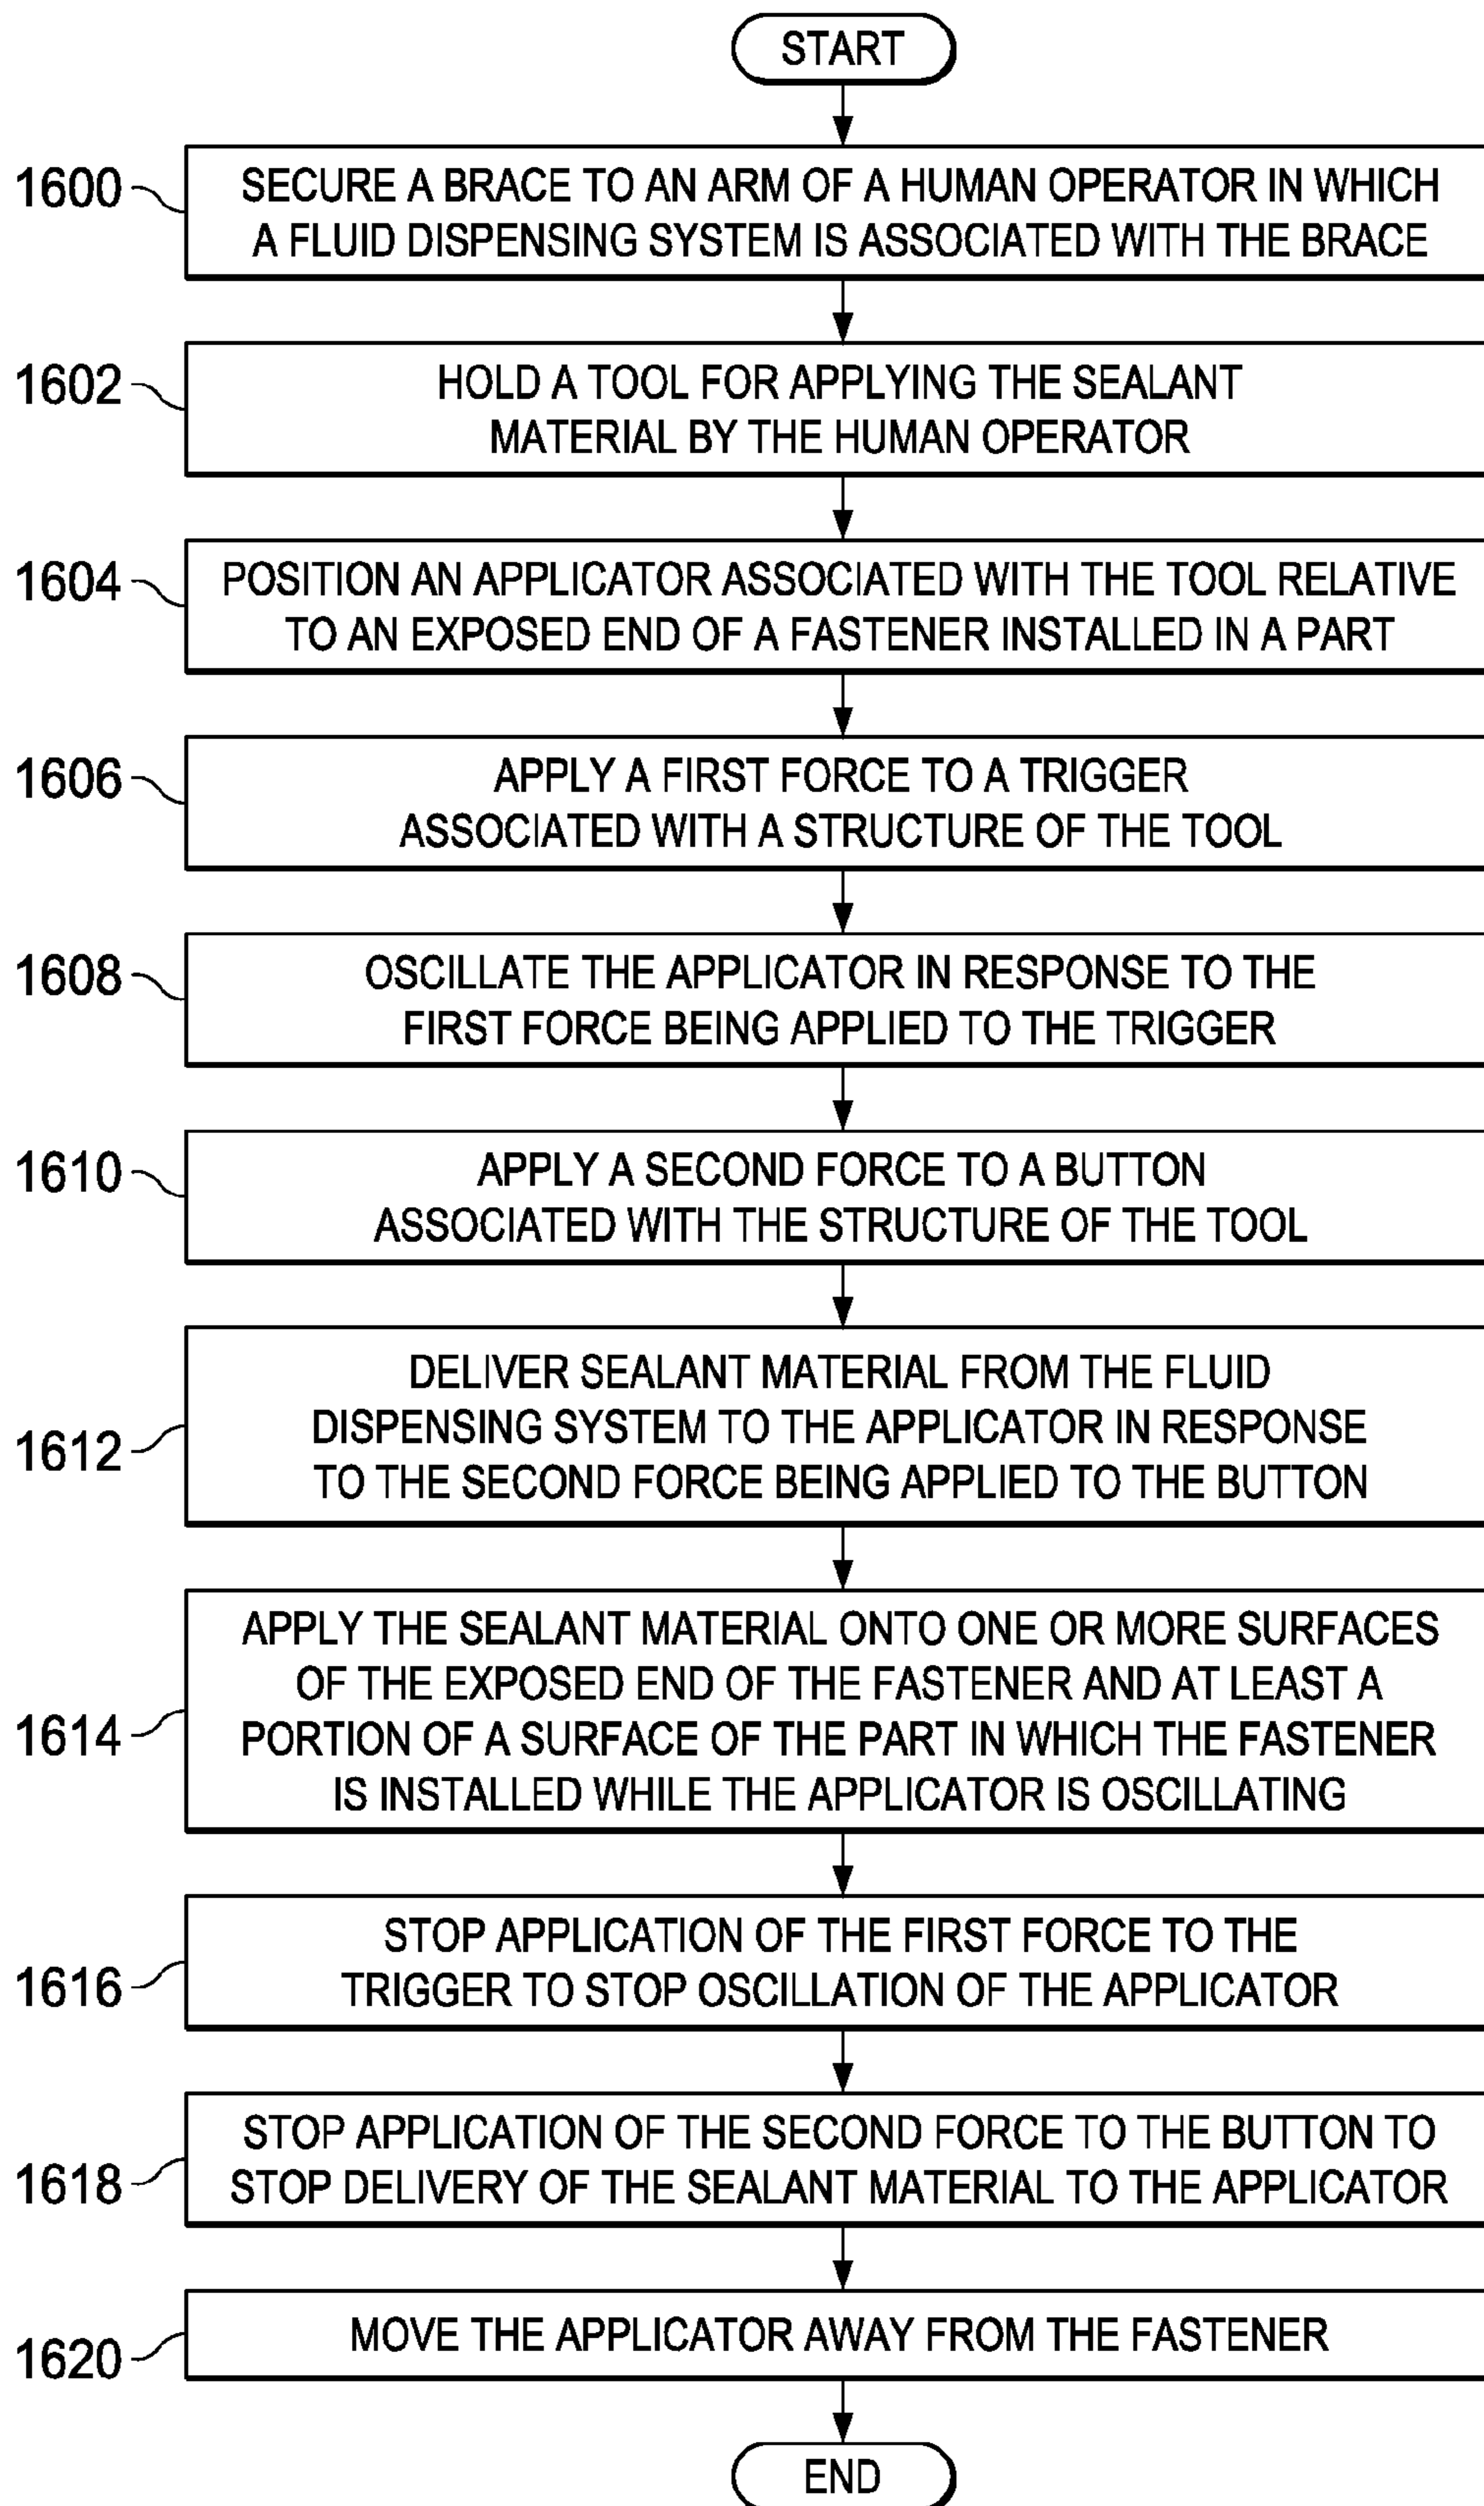 START
1600
SECURE A BRACE TO AN ARM OF A HUMAN OPERATOR IN WHICH
A FLUID DISPENSING SYSTEM IS ASSOCIATED WITH THE BRACE
1602
HOLD A TOOL FOR APPLYING THE SEALANT
MATERIAL BY THE HUMAN OPERATOR
1604
POSITION AN APPLICATOR ASSOCIATED WITH THE TOOL RELATIVE
TO AN EXPOSED END OF A FASTENER INSTALLED IN A PART
1606
APPLY A FIRST FORCE TO A TRIGGER
ASSOCIATED WITH A STRUCTURE OF THE TOOL
1608
OSCILLATE THE APPLICATOR IN RESPONSE TO THE
FIRST FORCE BEING APPLIED TO THE TRIGGER
1610
APPLY A SECOND FORCE TO A BUTTON
ASSOCIATED WITH THE STRUCTURE OF THE TOOL
1612
DELIVER SEALANT MATERIAL FROM THE FLUID
DISPENSING SYSTEM TO THE APPLICATOR IN RESPONSE
TO THE SECOND FORCE BEING APPLIED TO THE BUTTON
1614
APPLY THE SEALANT MATERIAL ONTO ONE OR MORE SURFACES
OF THE EXPOSED END OF THE FASTENER AND AT LEAST A
PORTION OF A SURFACE OF THE PART IN WHICH THE FASTENER
IS INSTALLED WHILE THE APPLICATOR IS OSCILLATING
1616
STOP APPLICATION OF THE FIRST FORCE TO THE
TRIGGER TO STOP OSCILLATION OF THE APPLICATOR
1618
STOP APPLICATION OF THE SECOND FORCE TO THE BUTTON TO
STOP DELIVERY OF THE SEALANT MATERIAL TO THE APPLICATOR
1620
MOVE THE APPLICATOR AWAY FROM THE FASTENER
END